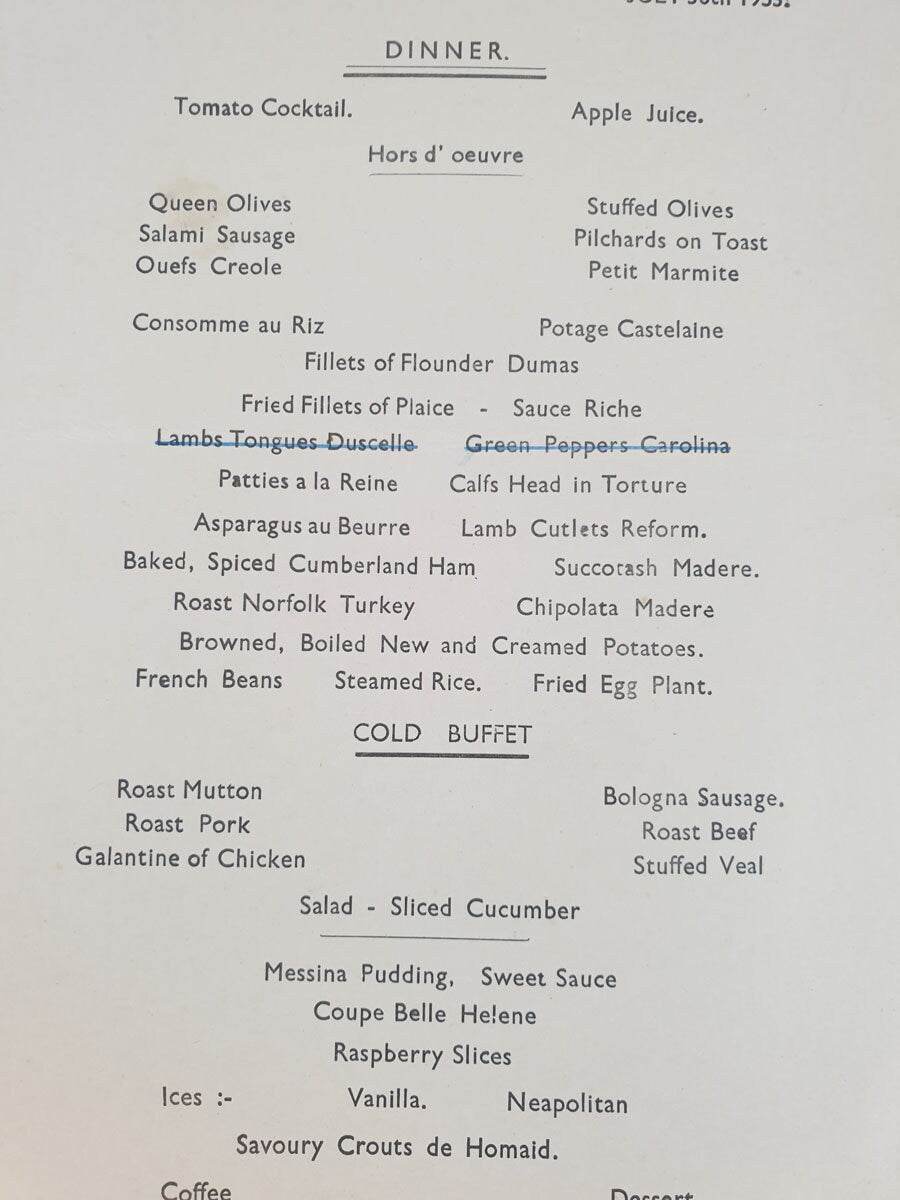 DINNER.
Tomato Cocktail. Apple Juice.
Hors d' oeuvre
Queen Olives Stuffed Olives
Salami Sausage Pilchards on Toast
Ouefs Creole Petit Marmite
Consomme au Riz Potage Castelaine
Fillets of Flounder Dumas
Fried Fillets of Plaice - Sauce Riche
Lambs Tongues Duscelle Green Peppers Carolina
Patties a la Reine Calfs Head in Torture
Asparagus au Beurre Lamb Cutlets Reform.
Baked, Spiced Cumberland Ham Succotash Madere.
Roast Norfolk Turkey Chipolata Madere
Browned, Boiled New and Creamed Potatoes.
French Beans Steamed Rice. Fried Egg Plant.
COLD BUFFET
Roast Mutton Bologna Sausage.
Roast Pork Roast Beef
Galantine of Chicken Stuffed Veal
Salad - Sliced Cucumber
Messina Pudding, Sweet Sauce
Coupe Belle Helene
Raspberry Slices
Ices :- Vanilla. Neapolitan
Savoury Crouts de Homaid.
Coffee Dessert